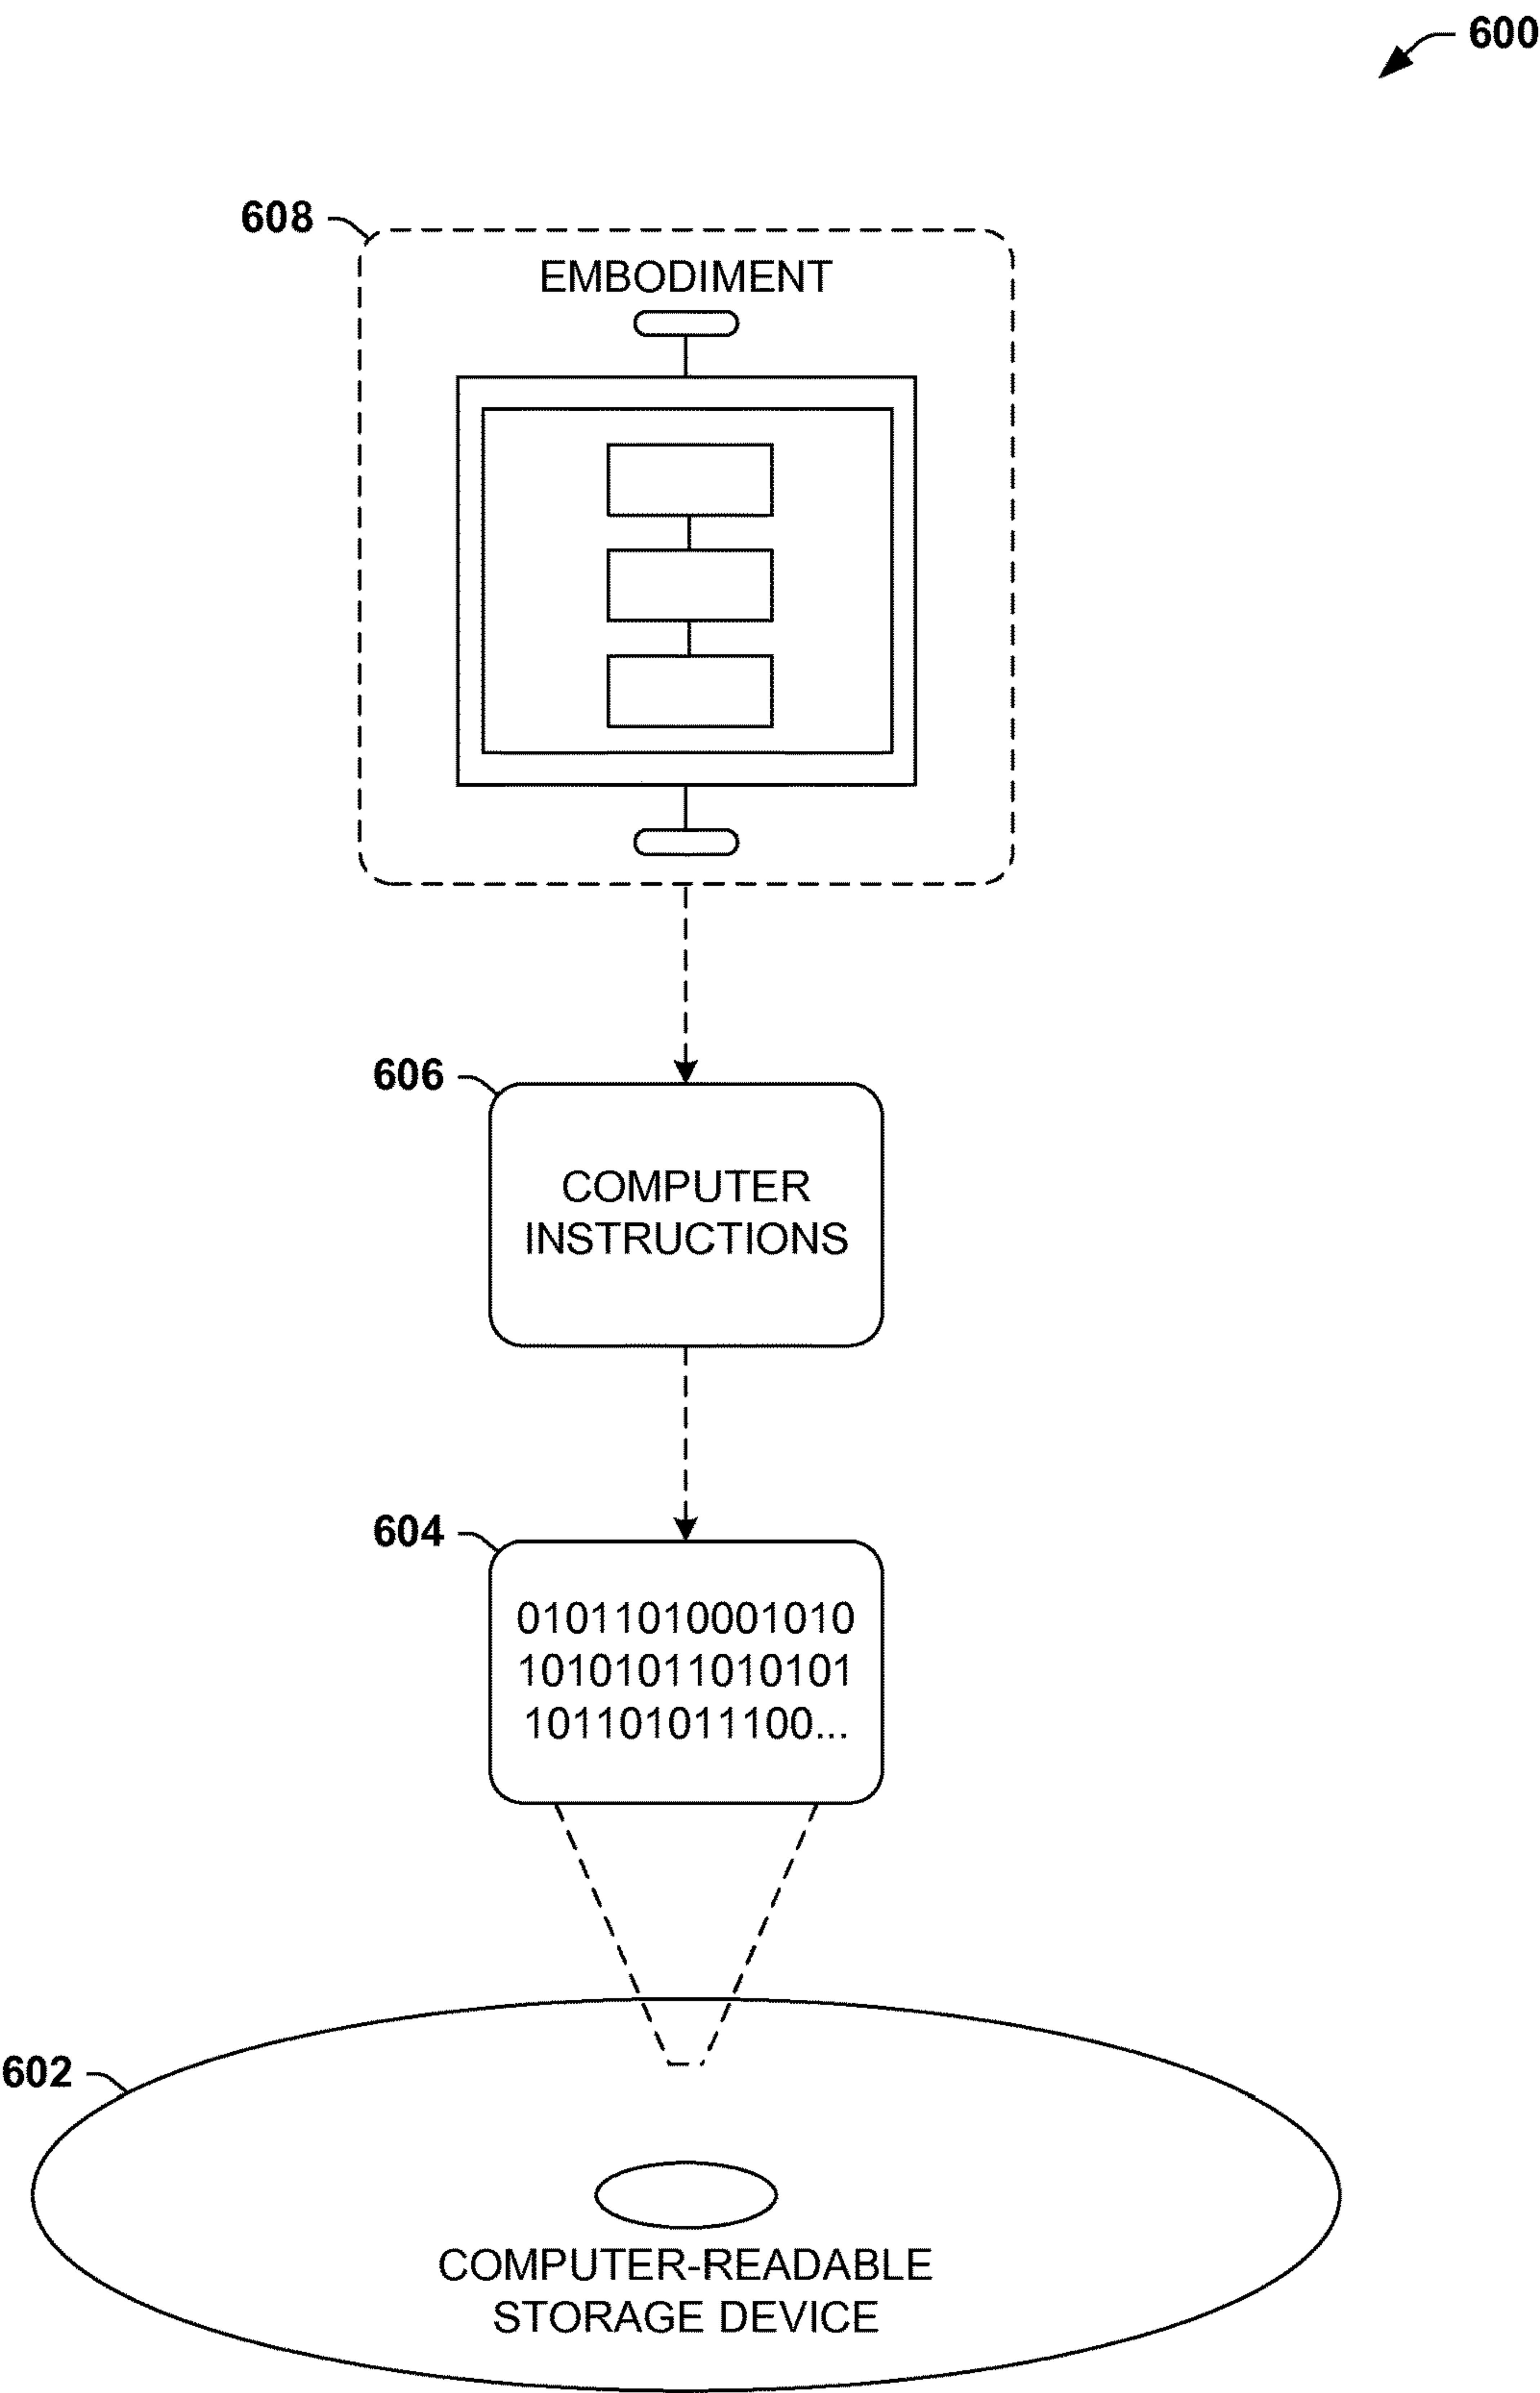 600
608
EMBODIMENT
606
COMPUTER
INSTRUCTIONS
604
01011010001010
10101011010101
101101011100...
602
COMPUTER-READABLE
STORAGE DEVICE